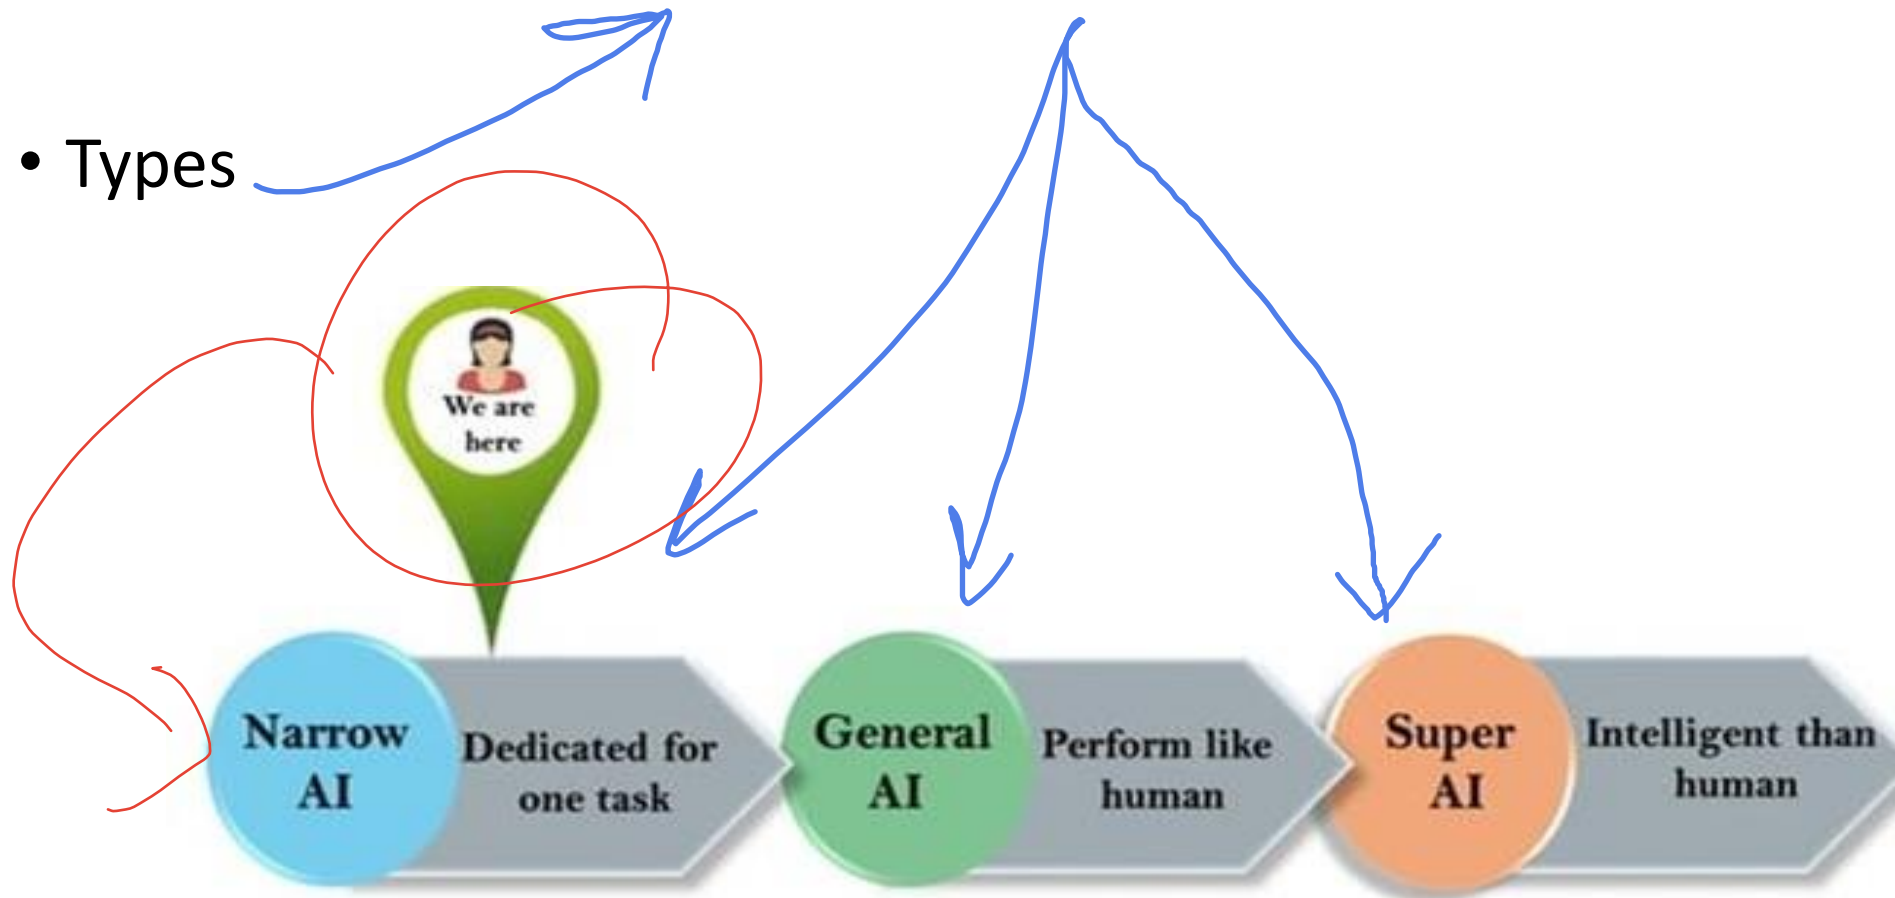 • Types
We are
here
Narrow
AI
Dedicated for
one task
General
AI
Perform like
human
Super
AI
Intelligent than
human